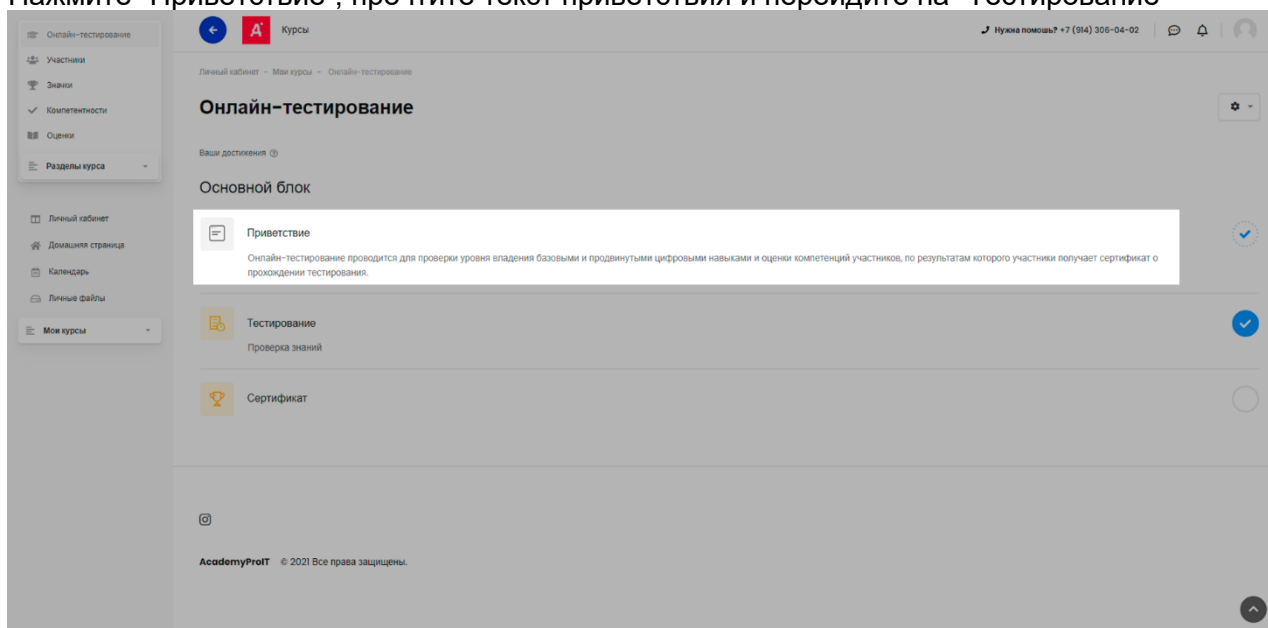 Нажмите "Приветствие", прочтите текст приветствия и перейдите на "Тестирование"
Онлайн-тестирование
Участники
Значки
Компетентности
Оценки
Разделы курса
Личный кабинет
Домашняя страница
Календарь
Личные файлы
Мои курсы
Курсы
Нужна помошь? +7 (914) 306-04-02
Личный кабинет - Мои курсы - Онлайн-тестирование
Онлайн-тестирование
Ваши достижения
Основной блок
Приветствие
Онлайн-тестирование проводится для проверки уровня владения базовыми и продвинутыми цифровыми навыками и оценки компетенций участников, по результатам которого участники получает сертификат о
прохождении тестирования.
Тестирование
Проверка знаний
Сертификат
AcademyProIT © 2021 Все права защищены.